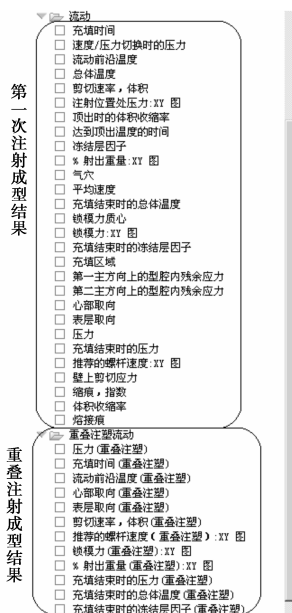 流动
充填时间
速度/压力切换时的压力
流动前沿温度
总体温度
剪切速率，体积
注射位置处压力:XY 图
顶出时的体积收缩率
达到顶出温度的时间
冻结层因子
% 射出重量:XY 图
气穴
平均速度
充填结束时的总体温度
锁模力质心
锁模力:XY 图
充填结束时的冻结层因子
充填区域
第一主方向上的型腔内残余应力
第二主方向上的型腔内残余应力
心部取向
表层取向
压力
充填结束时的压力
推荐的螺杆速度:XY 图
壁上剪切应力
缩痕，指数
体积收缩率
熔接痕
第一次注射成型结果
重叠注塑流动
压力(重叠注塑)
充填时间(重叠注塑)
流动前沿温度(重叠注塑)
心部取向(重叠注塑)
表层取向(重叠注塑)
剪切速率，体积(重叠注塑)
推荐的螺杆速度(重叠注塑):XY 图
锁模力(重叠注塑):XY 图
% 射出重量(重叠注塑):XY 图
充填结束时的压力(重叠注塑)
充填结束时的总体温度(重叠注塑)
充填结束时的冻结层因子(重叠注塑)
重叠注射成型结果